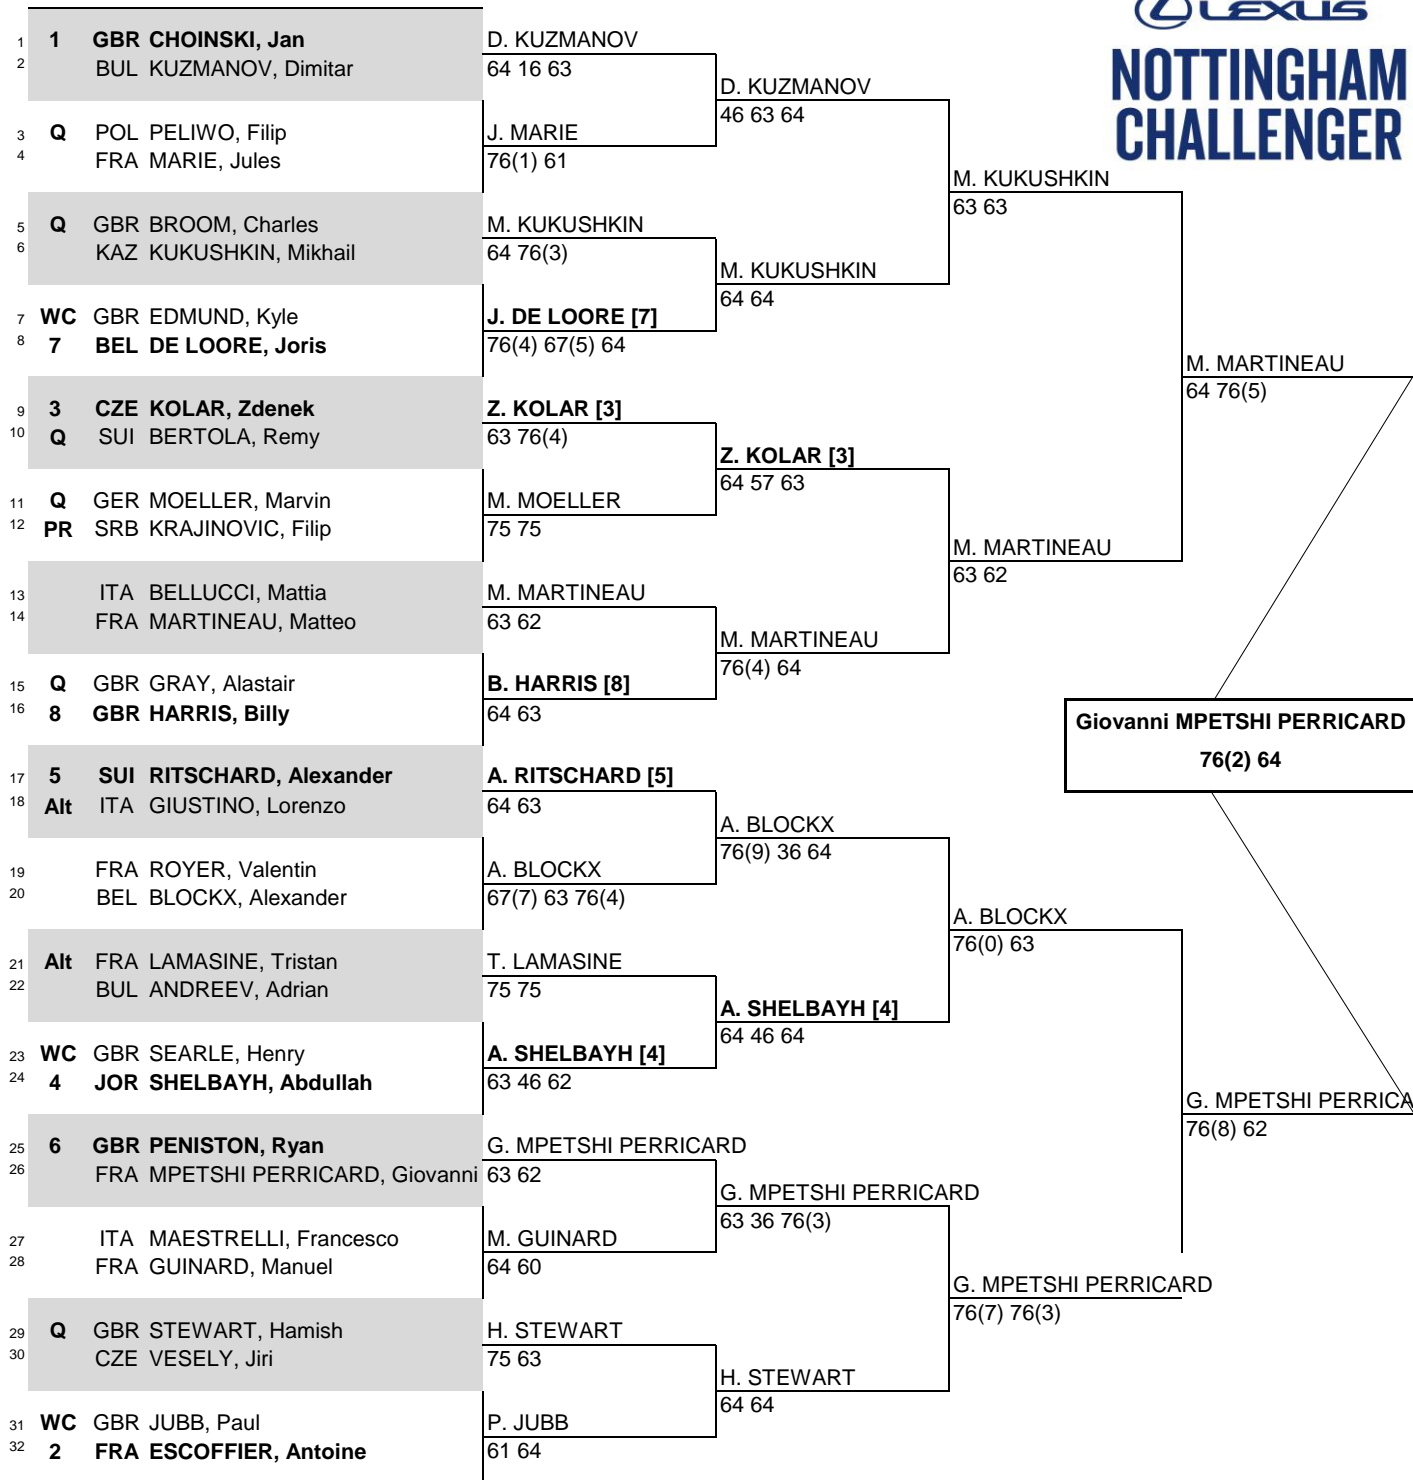 LEXUS
NOTTINGHAM
CHALLENGER
1 1 GBR CHOINSKI, Jan
2 BUL KUZMANOV, Dimitar
3 Q POL PELIWO, Filip
4 FRA MARIE, Jules
5 Q GBR BROOM, Charles
6 KAZ KUKUSHKIN, Mikhail
7 WC GBR EDMUND, Kyle
8 7 BEL DE LOORE, Joris
9 3 CZE KOLAR, Zdenek
10 Q SUI BERTOLA, Remy
11 Q GER MOELLER, Marvin
12 PR SRB KRAJINOVIC, Filip
13 ITA BELLUCCI, Mattia
14 FRA MARTINEAU, Matteo
15 Q GBR GRAY, Alastair
16 8 GBR HARRIS, Billy
17 5 SUI RITSCHARD, Alexander
18 Alt ITA GIUSTINO, Lorenzo
19 FRA ROYER, Valentin
20 BEL BLOCKX, Alexander
21 Alt FRA LAMASINE, Tristan
22 BUL ANDREEV, Adrian
23 WC GBR SEARLE, Henry
24 4 JOR SHELBAYH, Abdullah
25 6 GBR PENISTON, Ryan
26 FRA MPETSHI PERRICARD, Giovanni
27 ITA MAESTRELLI, Francesco
28 FRA GUINARD, Manuel
29 Q GBR STEWART, Hamish
30 CZE VESELY, Jiri
31 WC GBR JUBB, Paul
32 2 FRA ESCOFFIER, Antoine
D. KUZMANOV
64 16 63
J. MARIE
76(1) 61
M. KUKUSHKIN
64 76(3)
J. DE LOORE [7]
76(4) 67(5) 64
Z. KOLAR [3]
63 76(4)
M. MOELLER
75 75
M. MARTINEAU
63 62
B. HARRIS [8]
64 63
A. RITSCHARD [5]
64 63
A. BLOCKX
67(7) 63 76(4)
T. LAMASINE
75 75
A. SHELBAYH [4]
63 46 62
G. MPETSHI PERRICARD
63 62
M. GUINARD
64 60
H. STEWART
75 63
P. JUBB
61 64
D. KUZMANOV
46 63 64
M. KUKUSHKIN
64 64
Z. KOLAR [3]
64 57 63
M. MARTINEAU
76(4) 64
A. BLOCKX
76(9) 36 64
A. SHELBAYH [4]
64 46 64
G. MPETSHI PERRICARD
63 36 76(3)
H. STEWART
64 64
M. KUKUSHKIN
63 63
M. MARTINEAU
63 62
A. BLOCKX
76(0) 63
G. MPETSHI PERRICARD
76(7) 76(3)
M. MARTINEAU
64 76(5)
G. MPETSHI PERRICA
76(8) 62
Giovanni MPETSHI PERRICARD
76(2) 64